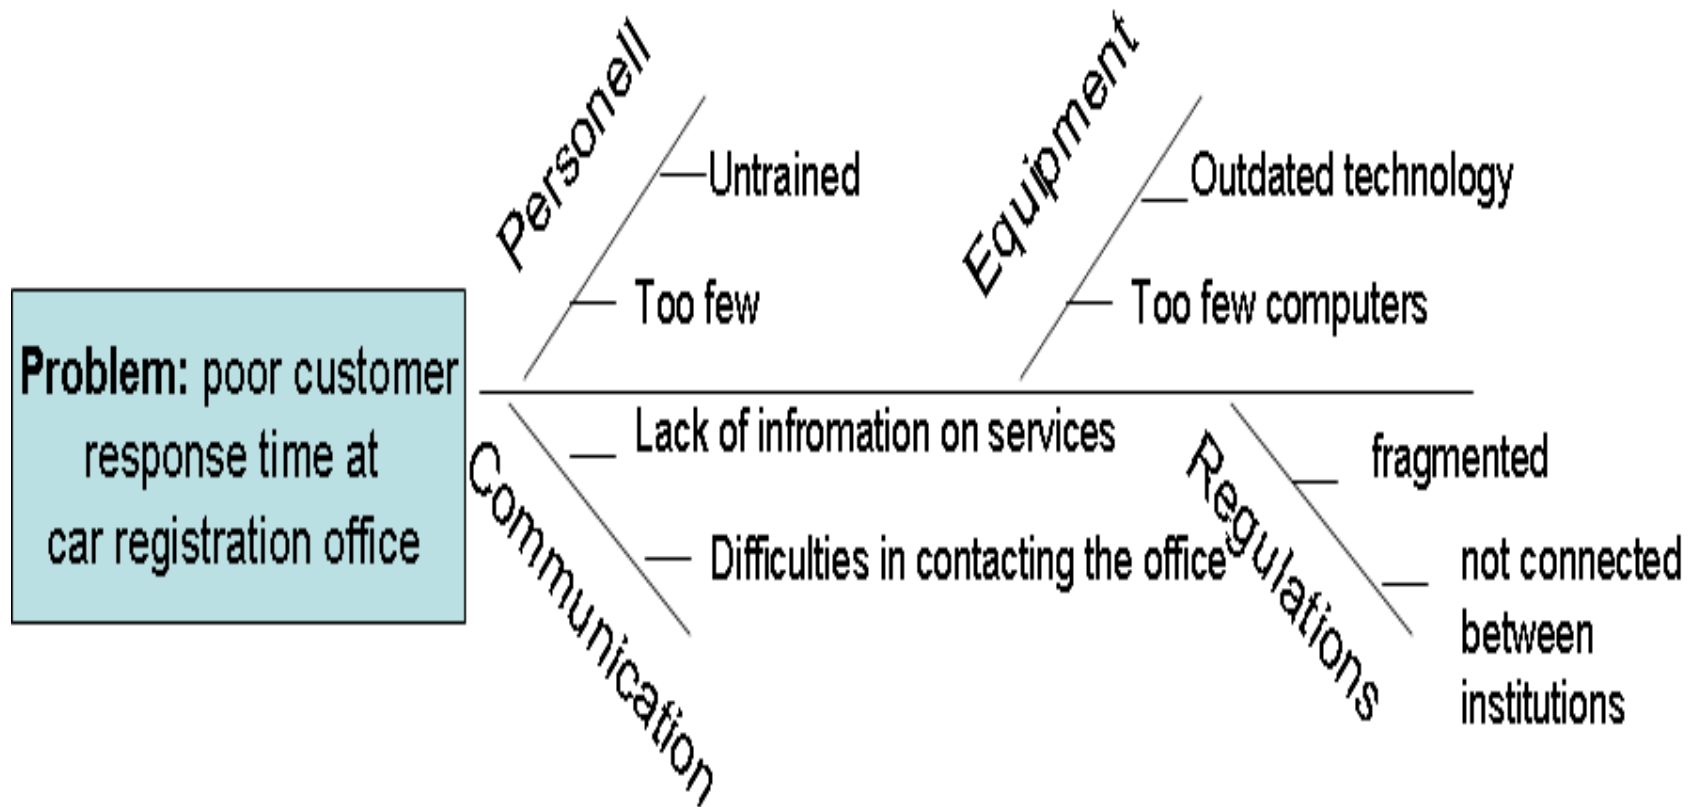 Personell
Untrained
Too few
Equipment
Outdated technology
Too few computers
Problem: poor customer
response time at
car registration office
Communication
Lack of infromation on services
Difficulties in contacting the office
Regulations
fragmented
not connected
between
institutions